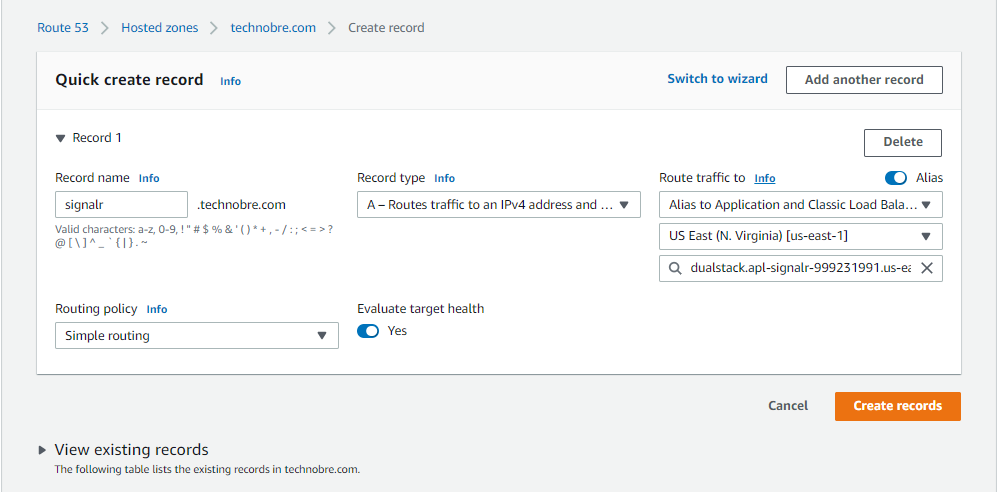 Route 53 > Hosted zones > technobre.com > Create record
Quick create record Info
Switch to wizard
Add another record
▼ Record 1
Delete
Record name Info
signalr
.technobre.com
Valid characters: a-z, 0-9, ! " # $ % & ' ( ) * + , - / : ; < = > ?
@ [ \ ] ^ _ ` { | } . ~
Record type Info
A – Routes traffic to an IPv4 address and ...
Route traffic to Info
Alias
Alias to Application and Classic Load Bala...
US East (N. Virginia) [us-east-1]
dualstack.apl-signalr-999231991.us-ea
Routing policy Info
Simple routing
Evaluate target health
Yes
Cancel
Create records
View existing records
The following table lists the existing records in technobre.com.